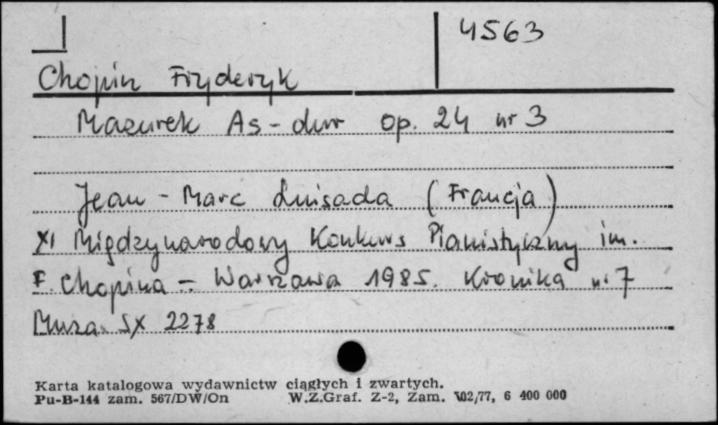 4563
Chopin Fryderyk
Mazurek As-dur op. 24 nr 3
Jean-Marc Luisada (Francja)
XI Międzynarodowy Konkurs Pianistyczny im.
F. Chopina - Warszawa 1985. Kronika nr 7
Muza SX 2278
Karta katalogowa wydawnictw ciągłych i zwartych.
Pu-B-144 zam. 567/DW/On W.Z.Graf. Z-2, Zam. 102/77, 6 400 000